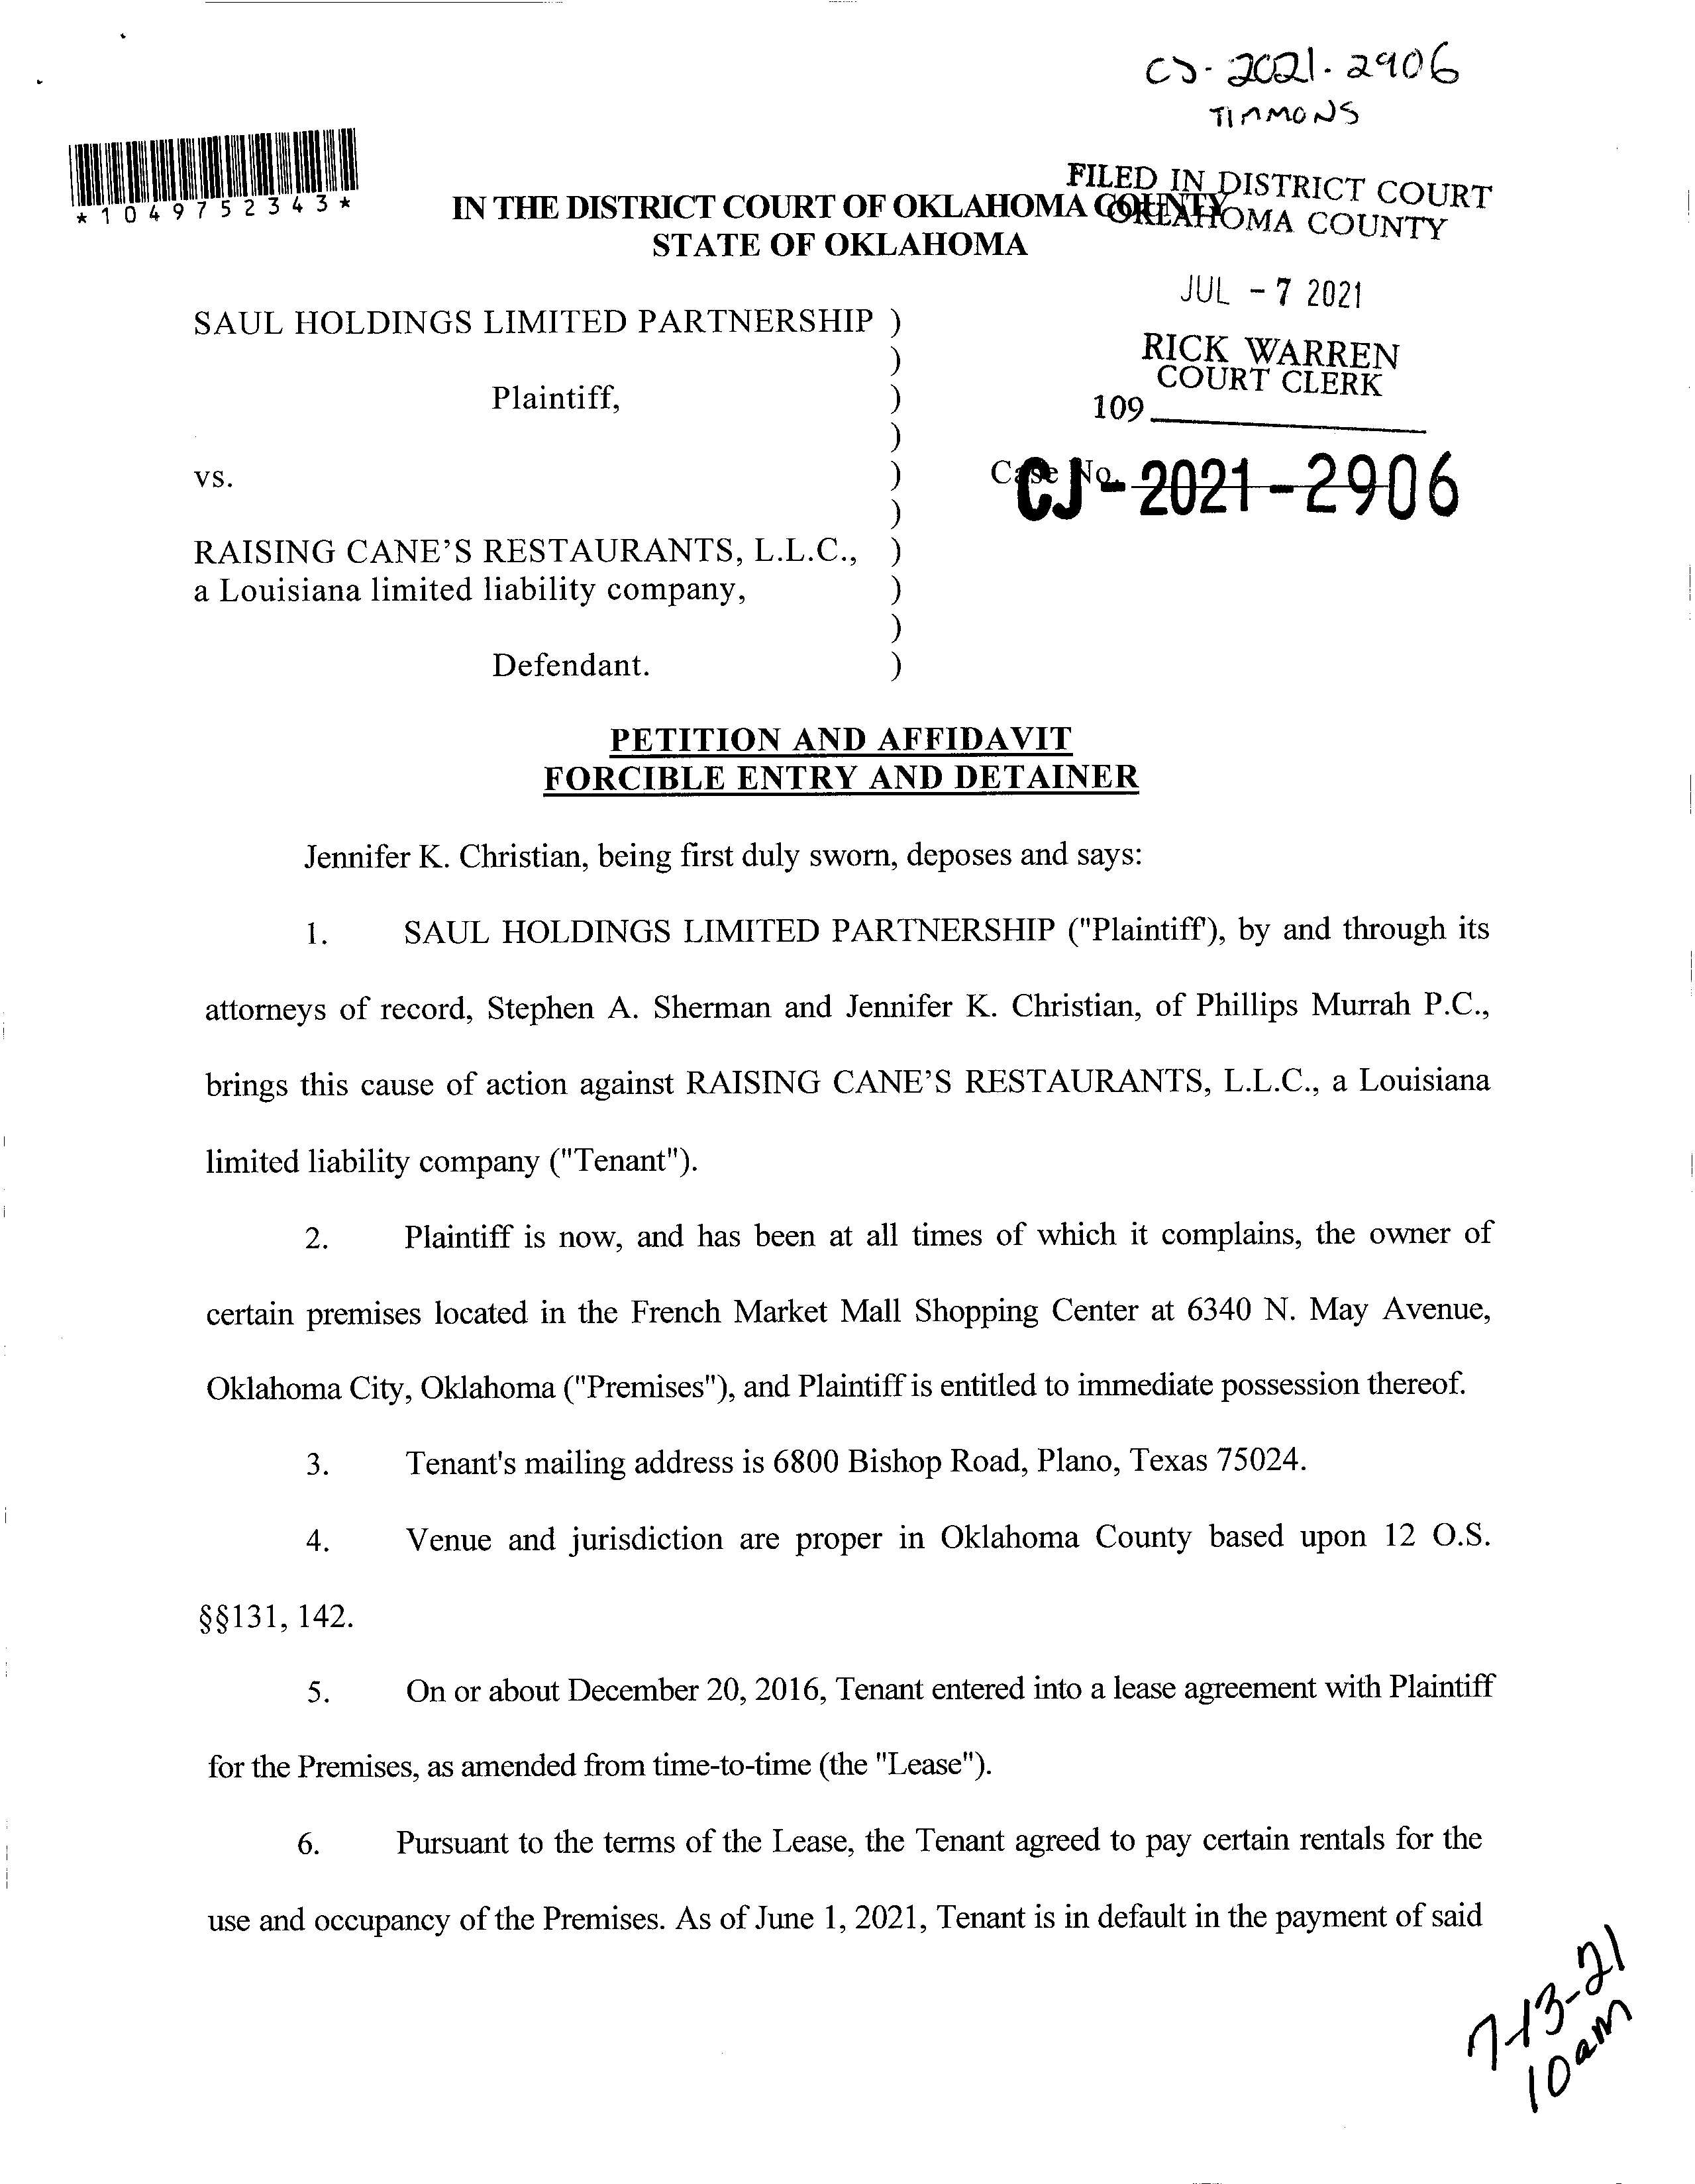 CJ-2021-2906
TIMMONS
*1049752343*
FILED IN DISTRICT COURT
OKLAHOMA COUNTY
IN THE DISTRICT COURT OF OKLAHOMA COUNTY
STATE OF OKLAHOMA
JUL - 7 2021
RICK WARREN
COURT CLERK
109
SAUL HOLDINGS LIMITED PARTNERSHIP )
)
Plaintiff, )
)
vs. ) Case No. CJ-2021-2906
)
RAISING CANE'S RESTAURANTS, L.L.C., )
a Louisiana limited liability company, )
)
Defendant. )
PETITION AND AFFIDAVIT
FORCIBLE ENTRY AND DETAINER
Jennifer K. Christian, being first duly sworn, deposes and says:
1. SAUL HOLDINGS LIMITED PARTNERSHIP ("Plaintiff'), by and through its
attorneys of record, Stephen A. Sherman and Jennifer K. Christian, of Phillips Murrah P.C.,
brings this cause of action against RAISING CANE'S RESTAURANTS, L.L.C., a Louisiana
limited liability company ("Tenant").
2. Plaintiff is now, and has been at all times of which it complains, the owner of
certain premises located in the French Market Mall Shopping Center at 6340 N. May Avenue,
Oklahoma City, Oklahoma ("Premises"), and Plaintiff is entitled to immediate possession thereof.
3. Tenant's mailing address is 6800 Bishop Road, Plano, Texas 75024.
4. Venue and jurisdiction are proper in Oklahoma County based upon 12 O.S.
§§131, 142.
5. On or about December 20, 2016, Tenant entered into a lease agreement with Plaintiff
for the Premises, as amended from time-to-time (the "Lease").
6. Pursuant to the terms of the Lease, the Tenant agreed to pay certain rentals for the
use and occupancy of the Premises. As of June 1, 2021, Tenant is in default in the payment of said
7-13-21
10am